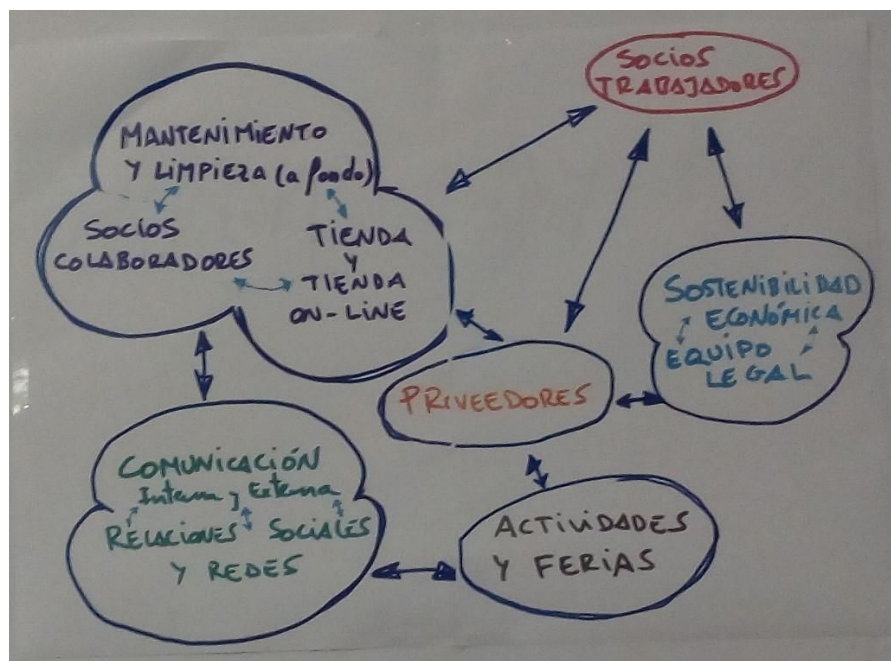 SOCIOS
TRABAJADORES
MANTENIMIENTO
Y LIMPIEZA (a fondo)
SOCIOS
COLABORADORES
TIENDA
Y
TIENDA
ON-LINE
SOSTENIBILIDAD
ECONÓMICA
EQUIPO
LEGAL
PRIVEEDORES
COMUNICACIÓN
Interna y Externa
RELACIONES SOCIALES
Y REDES
ACTIVIDADES
Y FERIAS